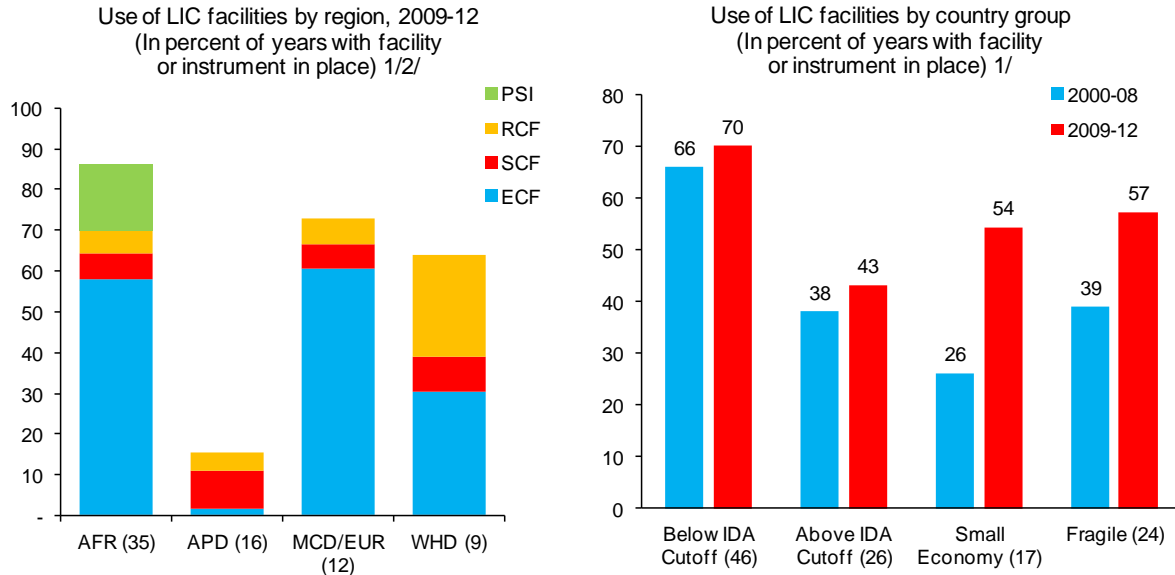 Use of LIC facilities by region, 2009-12
(In percent of years with facility
or instrument in place) 1/2/
PSI
RCF
SCF
ECF
100
90
80
70
60
50
40
30
20
10
-
AFR (35)
APD (16)
MCD/EUR
(12)
WHD (9)
Use of LIC facilities by country group
(In percent of years with facility
or instrument in place) 1/
2000-08
2009-12
80
70
60
50
40
30
20
10
0
66
70
38
43
26
54
39
57
Below IDA
Cutoff (46)
Above IDA
Cutoff (26)
Small
Economy (17)
Fragile (24)